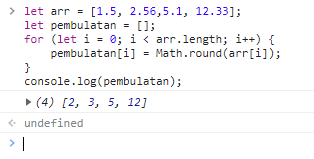 let arr = [1.5, 2.56,5.1, 12.33];
let pembulatan = [];
for (let i = 0; i < arr.length; i++) {
    pembulatan[i] = Math.round(arr[i]);
}
console.log(pembulatan);
(4) [2, 3, 5, 12]
undefined